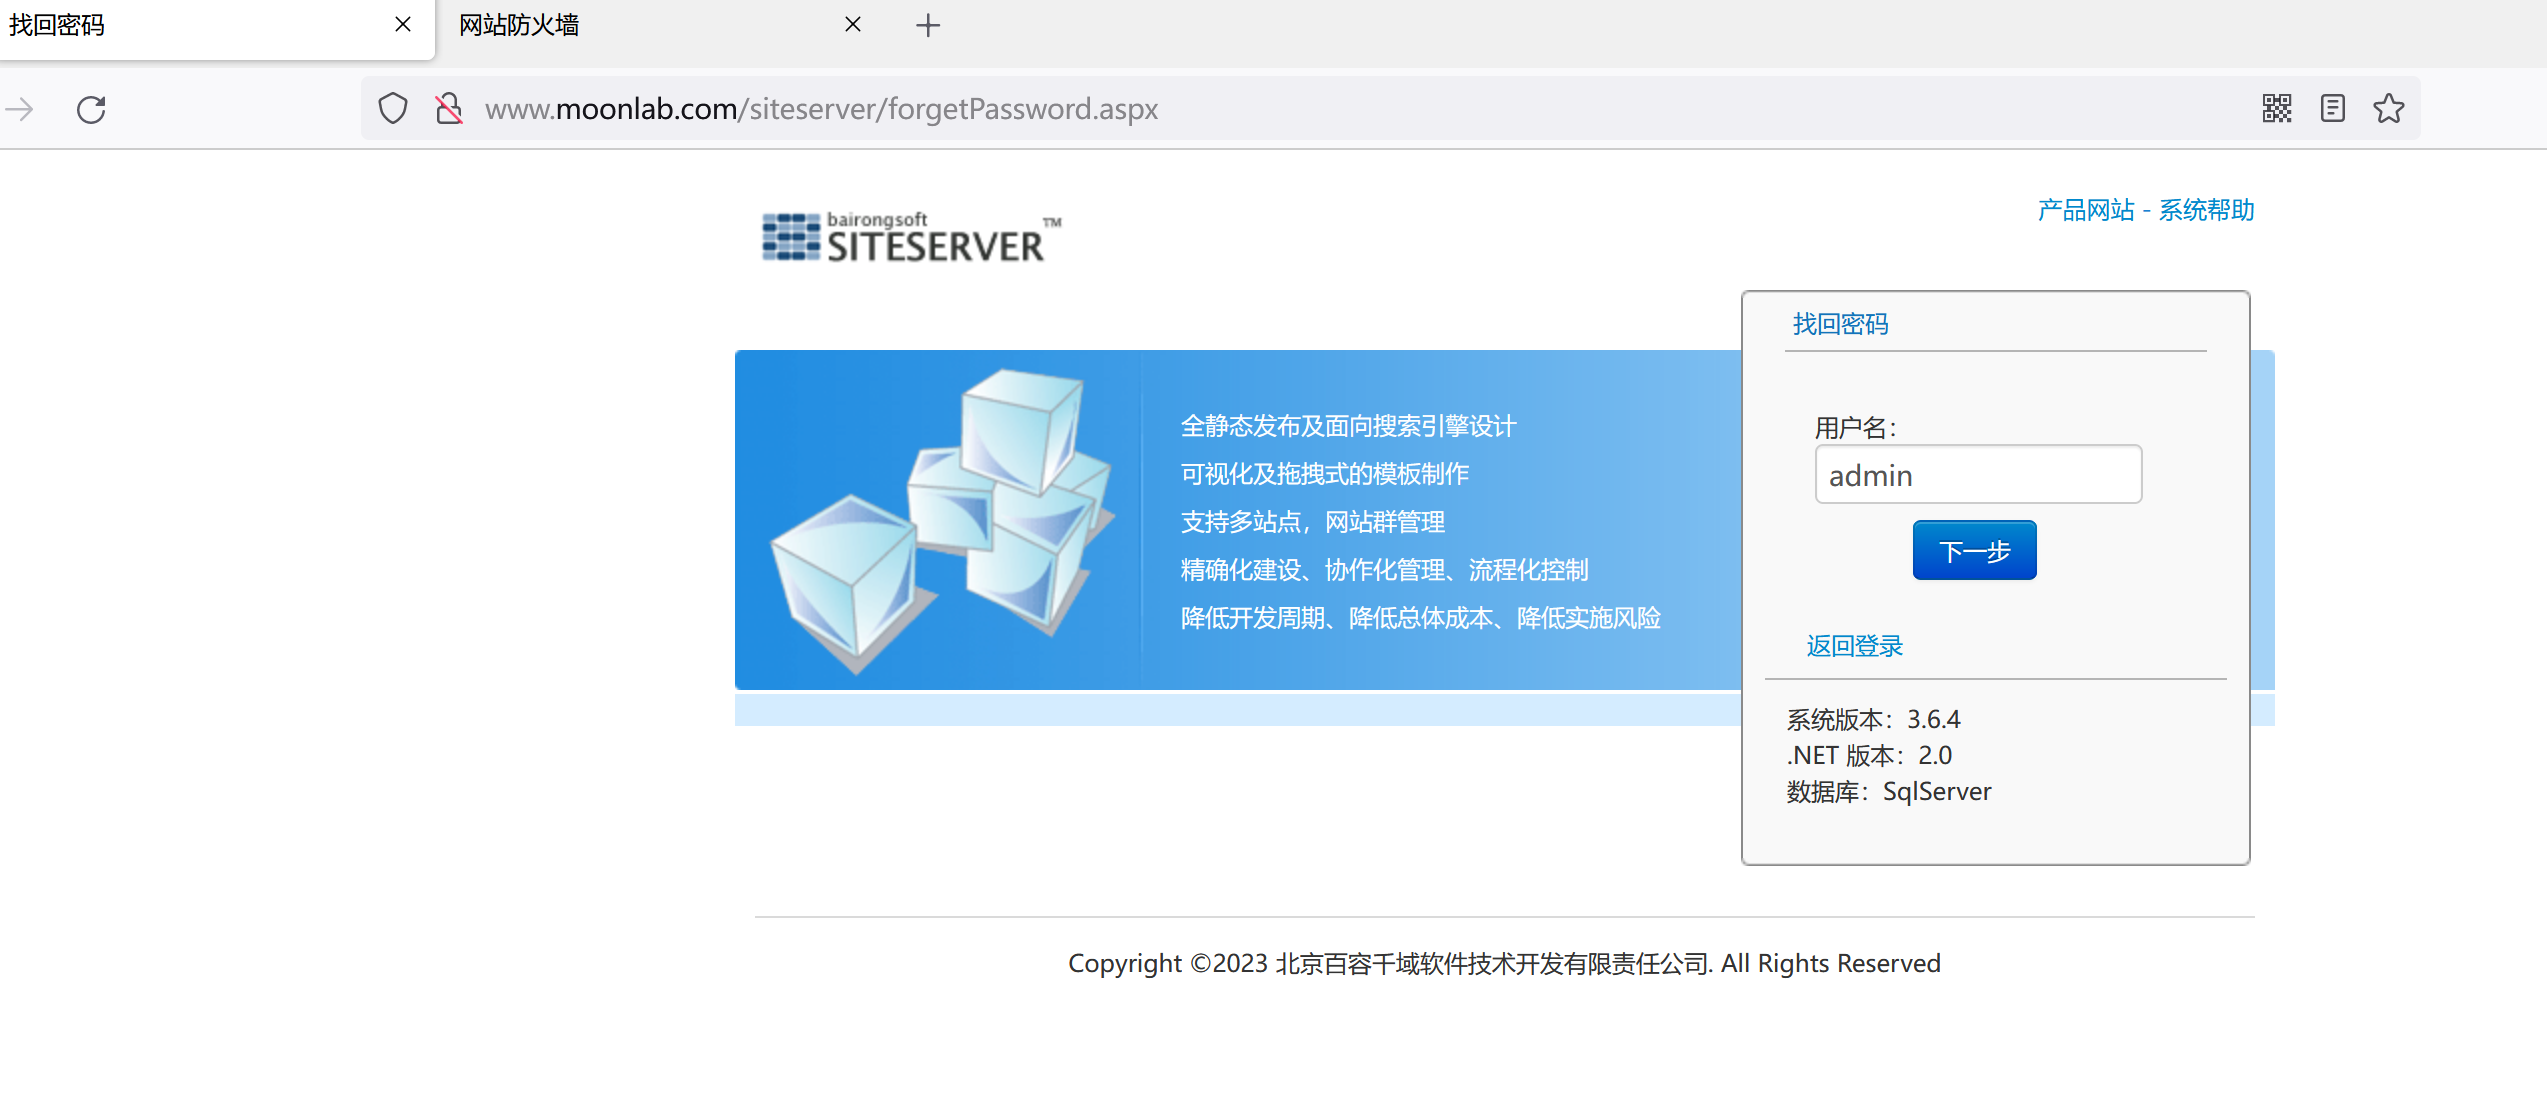 找回密码
网站防火墙
www.moonlab.com/siteserver/forgetPassword.aspx
bairongsoft
SITESERVER™
产品网站 - 系统帮助
找回密码
全静态发布及面向搜索引擎设计
可视化及拖拽式的模板制作
支持多站点，网站群管理
精确化建设、协作化管理、流程化控制
降低开发周期、降低总体成本、降低实施风险
用户名：
admin
下一步
返回登录
系统版本：3.6.4
.NET 版本：2.0
数据库：SqlServer
Copyright ©2023 北京百容千域软件技术开发有限责任公司. All Rights Reserved